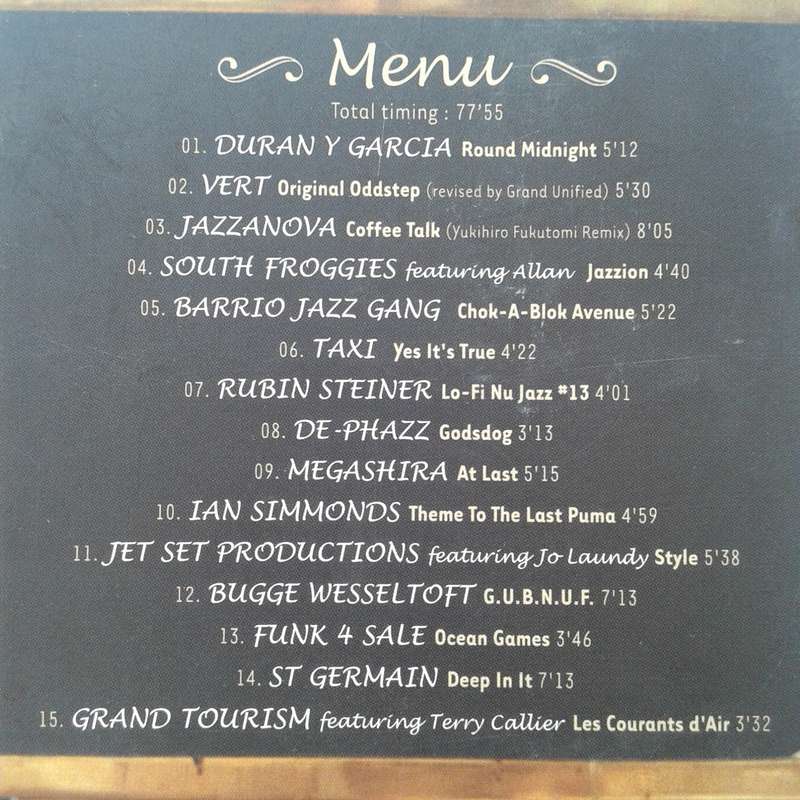 Menu
Total timing : 77'55
01. DURAN Y GARCIA Round Midnight 5'12
02. VERT Original Oddstep (revised by Grand Unified) 5'30
03. JAZZANOVA Coffee Talk (Yukihiro Fukutomi Remix) 8'05
04. SOUTH FROGGIES featuring Allan Jazzion 4'40
05. BARRIO JAZZ GANG Chok-A-Blok Avenue 5'22
06. TAXI Yes It's True 4'22
07. RUBIN STEINER Lo-Fi Nu Jazz #13 4'01
08. DE-PHAZZ Godsdog 3'13
09. MEGASHIRA At Last 5'15
10. IAN SIMMONDS Theme To The Last Puma 4'59
11. JET SET PRODUCTIONS featuring Jo Laundy Style 5'38
12. BUGGE WESSELTOFT G.U.B.N.U.F. 7'13
13. FUNK 4 SALE Ocean Games 3'46
14. ST GERMAIN Deep In It 7'13
15. GRAND TOURISM featuring Terry Callier Les Courants d'Air 3'32